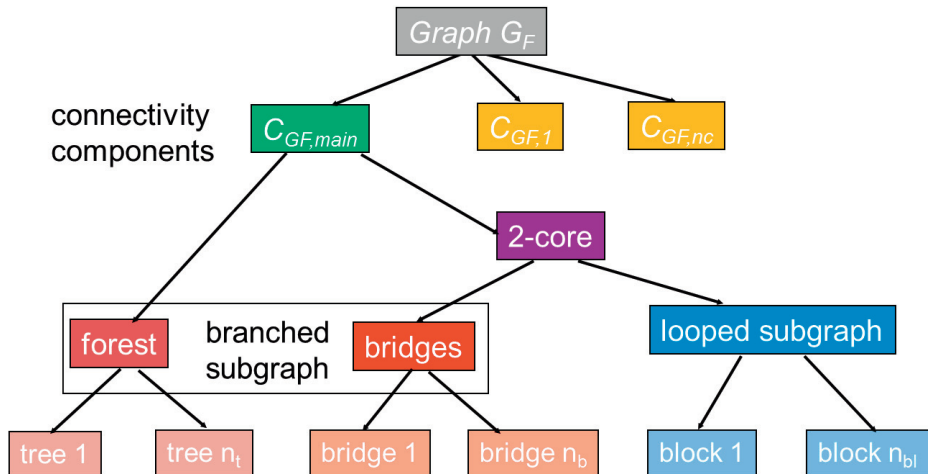 Graph G_F
connectivity
components
C_GF,main
C_GF,1
C_GF,nc
2-core
forest
branched
subgraph
bridges
looped subgraph
tree 1
tree n_t
bridge 1
bridge n_b
block 1
block n_bl